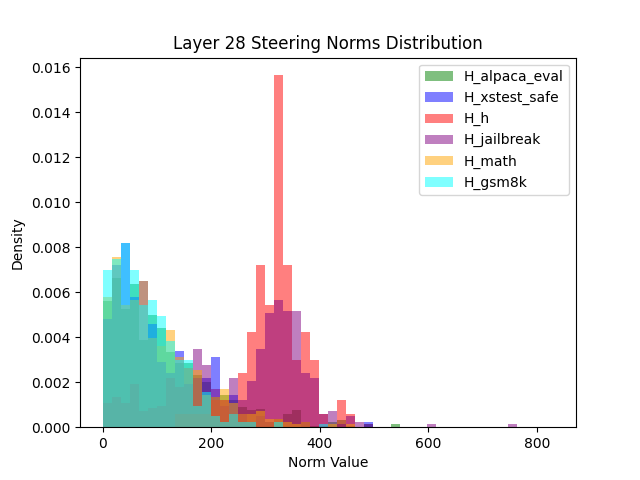 Layer 28 Steering Norms Distribution
0.016
0.014
0.012
0.010
0.008
0.006
0.004
0.002
0.000
Density
H_alpaca_eval
H_xstest_safe
H_h
H_jailbreak
H_math
H_gsm8k
0
200
400
600
800
Norm Value